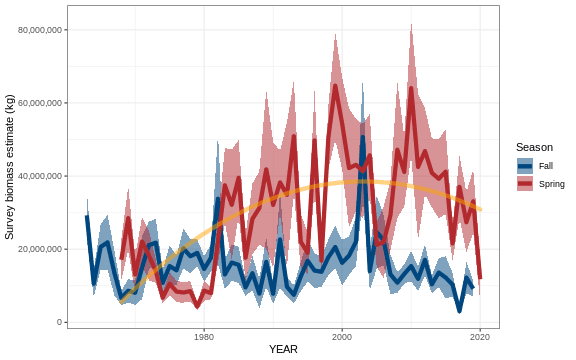 80,000,000
60,000,000
40,000,000
20,000,000
0
Survey biomass estimate (kg)
1980
2000
2020
YEAR
Season
Fall
Spring